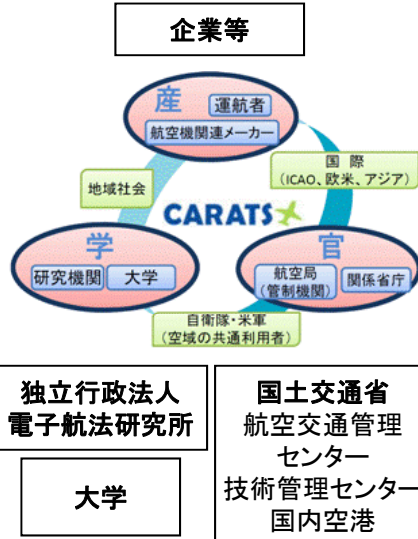 企業等
産
運航者
航空機関連メーカー
地域社会
国 際
(ICAO、欧米、アジア)
CARATS
学
研究機関
大学
官
航空局
(管制機関)
関係省庁
自衛隊・米軍
(空域の共通利用者)
独立行政法人
電子航法研究所
大学
国土交通省
航空交通管理
センター
技術管理センター
国内空港